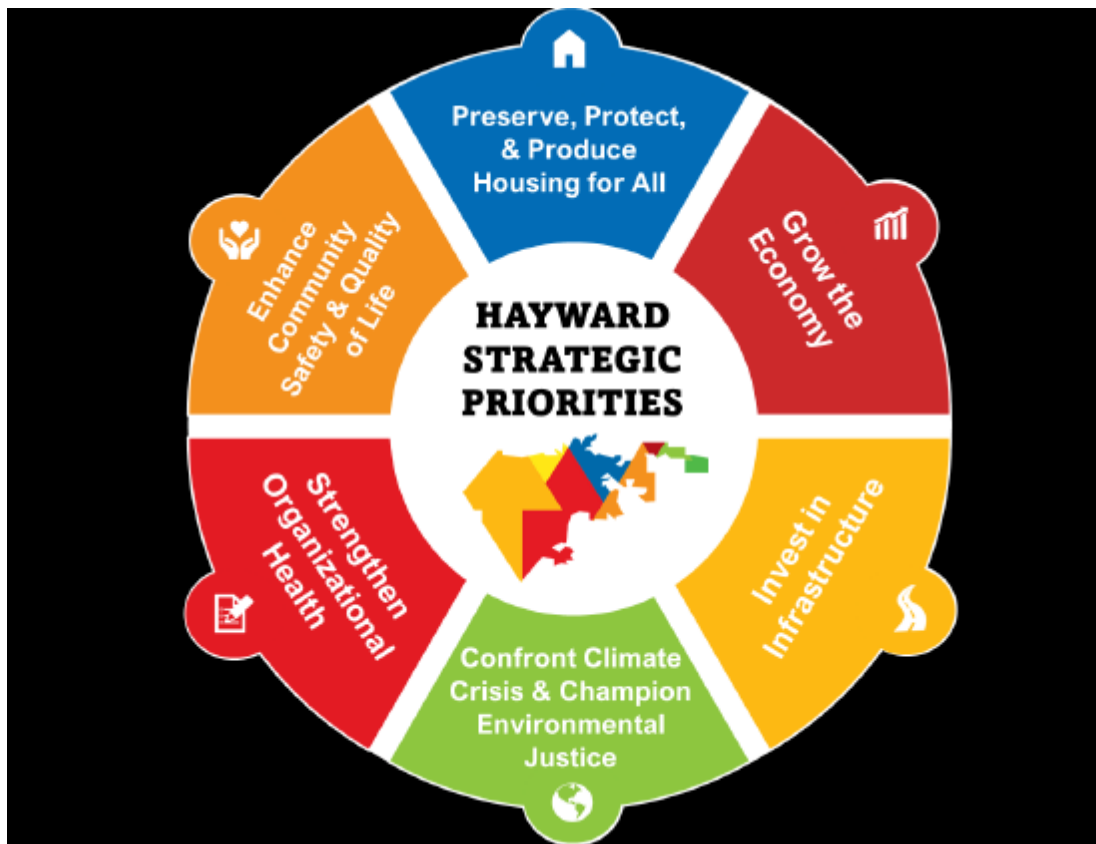 Preserve, Protect,
& Produce
Housing for All
Grow the
Economy
Invest in
Infrastructure
Confront Climate
Crisis & Champion
Environmental
Justice
Strengthen
Organizational
Health
Enhance
Community
Safety & Quality
of Life
HAYWARD
STRATEGIC
PRIORITIES